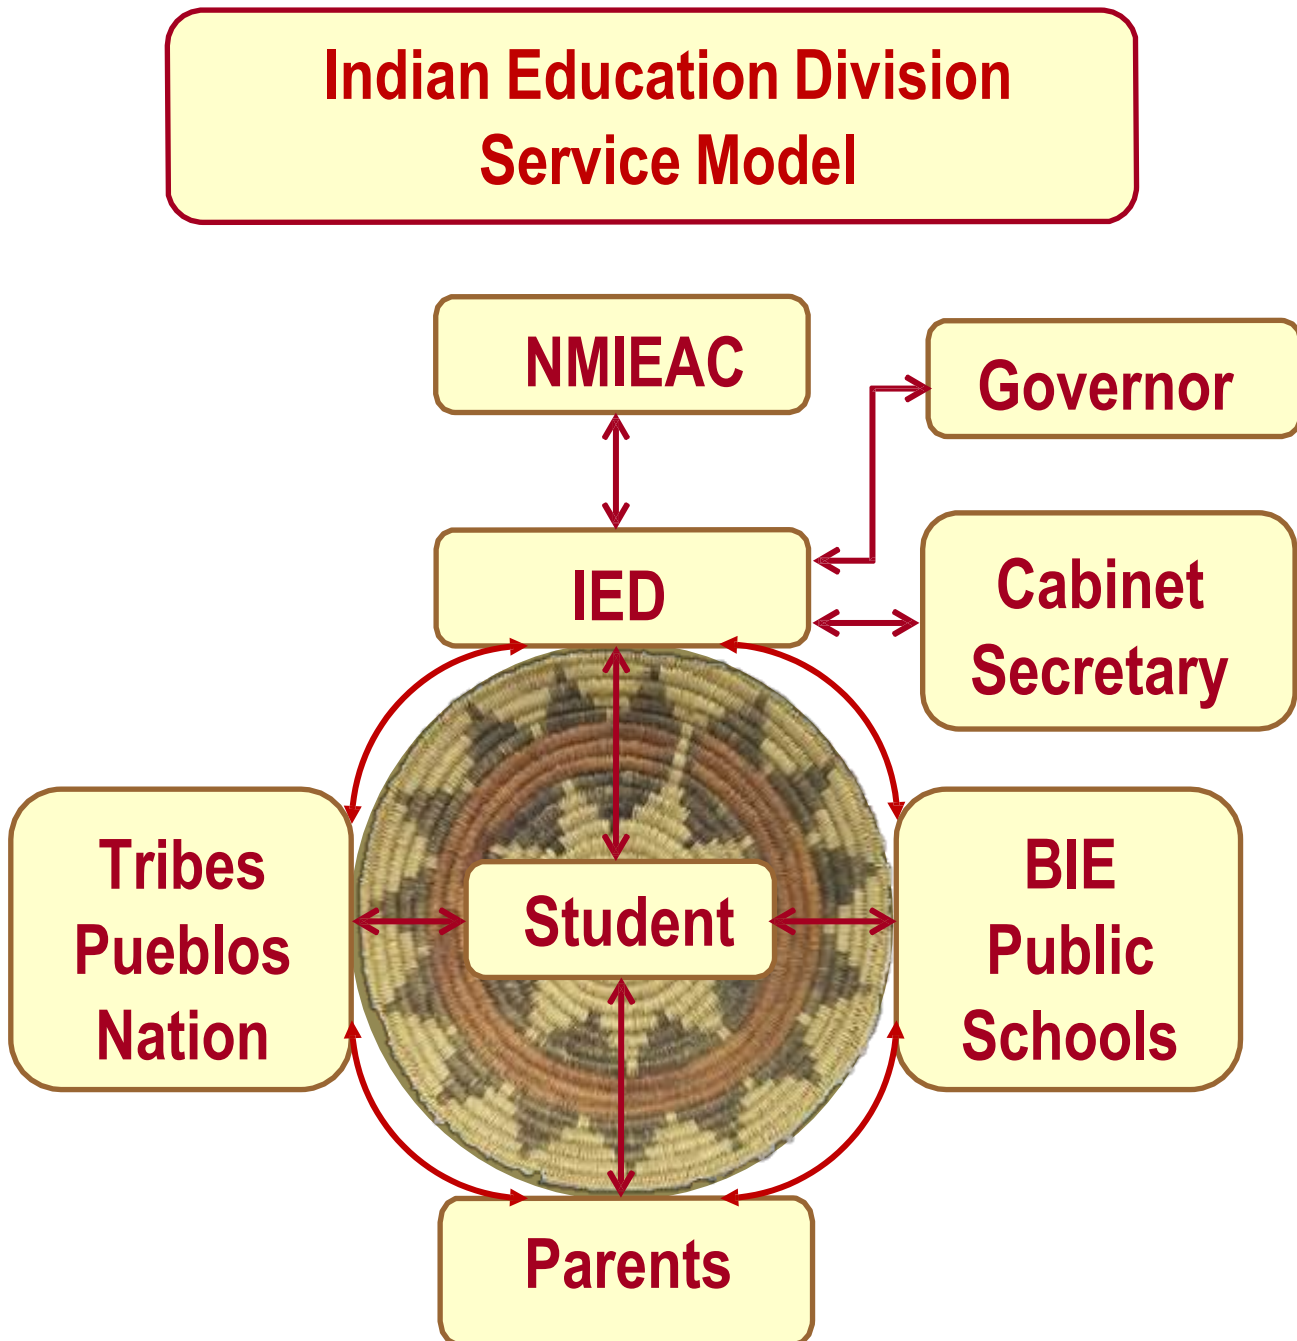 Indian Education Division
Service Model
NMIEAC
Governor
IED
Cabinet
Secretary
Tribes
Pueblos
Nation
Student
BIE
Public
Schools
Parents